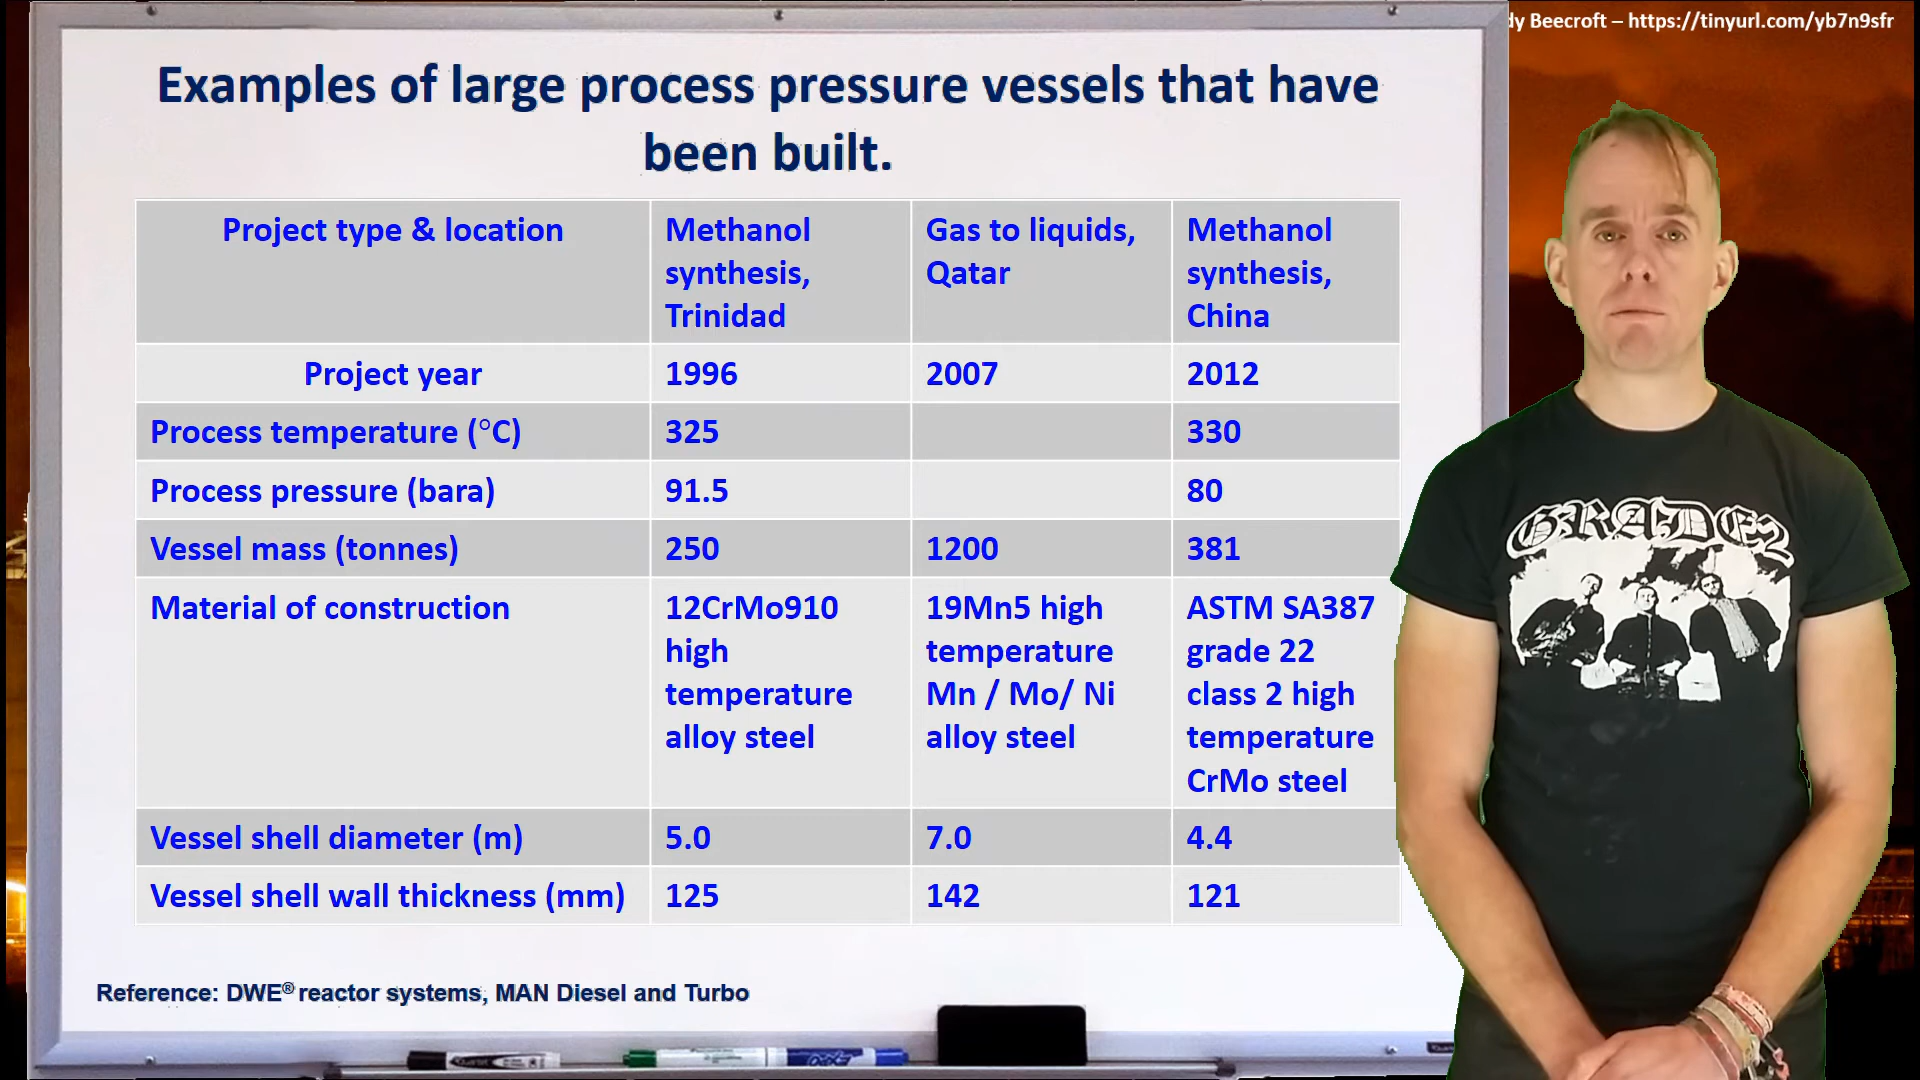 dy Beecroft – https://tinyurl.com/yb7n9sfr
Examples of large process pressure vessels that have
been built.
Project type & location
Methanol
synthesis,
Trinidad
Gas to liquids,
Qatar
Methanol
synthesis,
China
Project year
1996
2007
2012
Process temperature (°C)
325
330
Process pressure (bara)
91.5
80
Vessel mass (tonnes)
250
1200
381
Material of construction
12CrMo910
high
temperature
alloy steel
19Mn5 high
temperature
Mn / Mo/ Ni
alloy steel
ASTM SA387
grade 22
class 2 high
temperature
CrMo steel
Vessel shell diameter (m)
5.0
7.0
4.4
Vessel shell wall thickness (mm)
125
142
121
Reference: DWE® reactor systems, MAN Diesel and Turbo
GRADE2